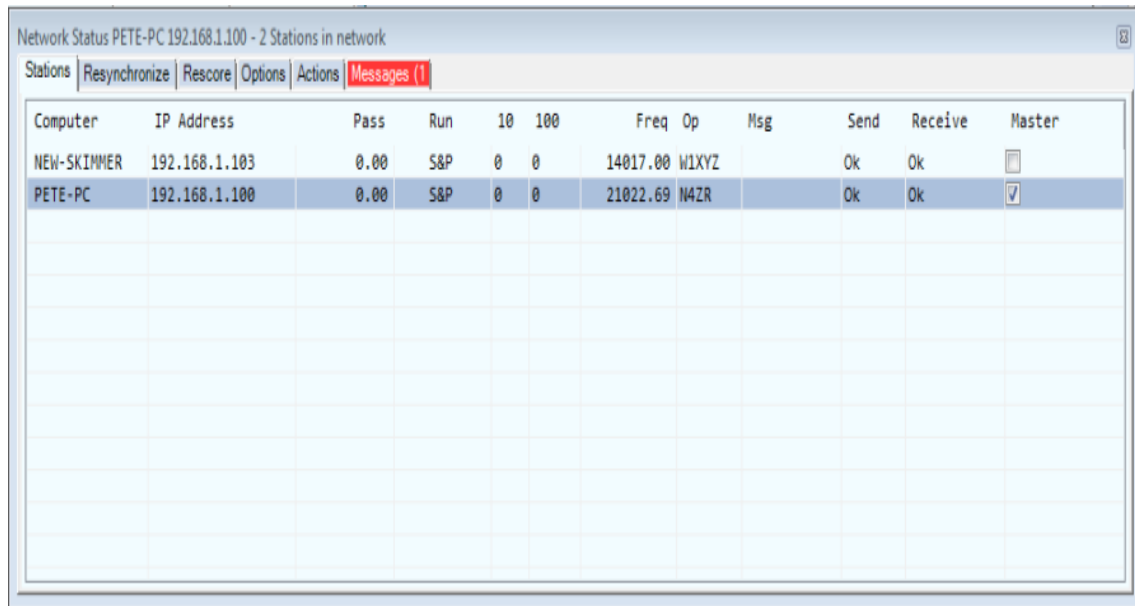 Network Status PETE-PC 192.168.1.100 - 2 Stations in network
Stations Resynchronize Rescore Options Actions Messages (1
Computer IP Address Pass Run 10 100 Freq Op Msg Send Receive Master
NEW-SKIMMER 192.168.1.103 0.00 S&P 0 0 14017.00 W1XYZ Ok Ok
PETE-PC 192.168.1.100 0.00 S&P 0 0 21022.69 N4ZR Ok Ok